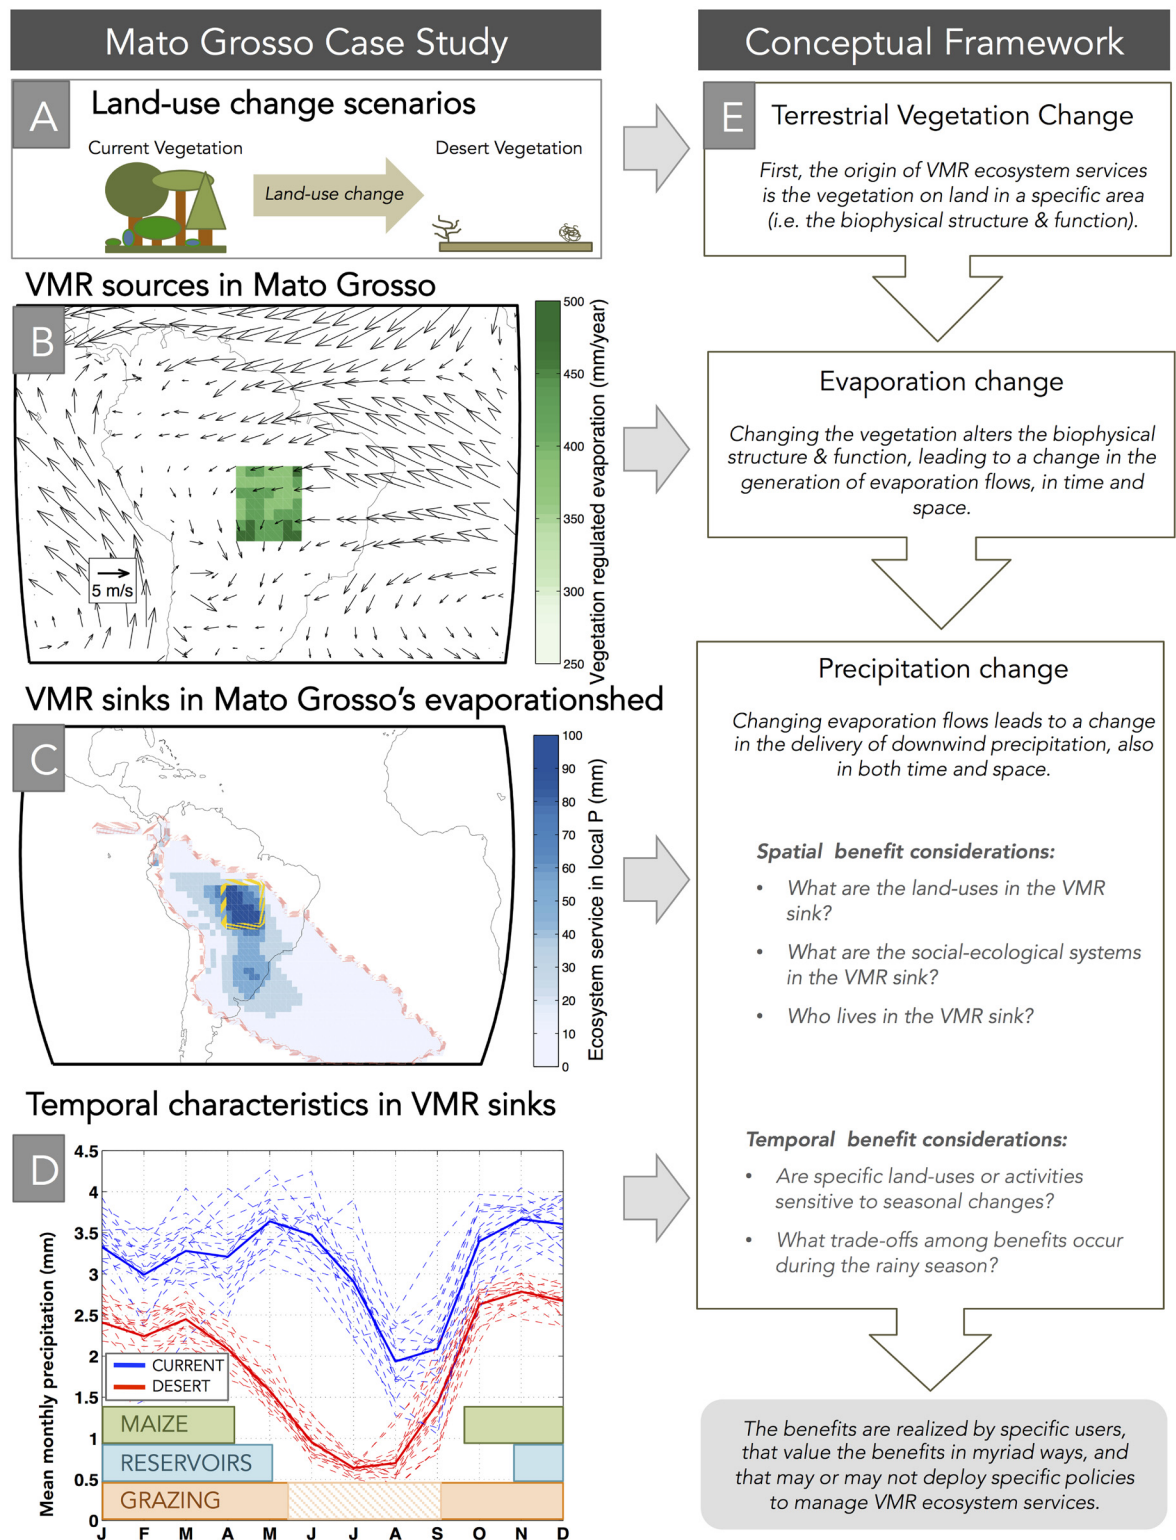 Mato Grosso Case Study
Conceptual Framework
A
Land-use change scenarios
Current Vegetation
Desert Vegetation
Land-use change
VMR sources in Mato Grosso
B
5 m/s
500
450
400
350
300
250
Vegetation regulated evaporation (mm/year)
VMR sinks in Mato Grosso's evaporationshed
C
100
90
80
70
60
50
40
30
20
10
0
Ecosystem service in local P (mm)
Temporal characteristics in VMR sinks
D
4.5
4
3.5
3
2.5
2
1.5
1
0.5
0
Mean monthly precipitation (mm)
CURRENT
DESERT
MAIZE
RESERVOIRS
GRAZING
J F M A M J J A S O N D
E
Terrestrial Vegetation Change
First, the origin of VMR ecosystem services
is the vegetation on land in a specific area
(i.e. the biophysical structure & function).
Evaporation change
Changing the vegetation alters the biophysical
structure & function, leading to a change in the
generation of evaporation flows, in time and
space.
Precipitation change
Changing evaporation flows leads to a change
in the delivery of downwind precipitation, also
in both time and space.
Spatial benefit considerations:
• What are the land-uses in the VMR
sink?
• What are the social-ecological systems
in the VMR sink?
• Who lives in the VMR sink?
Temporal benefit considerations:
• Are specific land-uses or activities
sensitive to seasonal changes?
• What trade-offs among benefits occur
during the rainy season?
The benefits are realized by specific users,
that value the benefits in myriad ways, and
that may or may not deploy specific policies
to manage VMR ecosystem services.